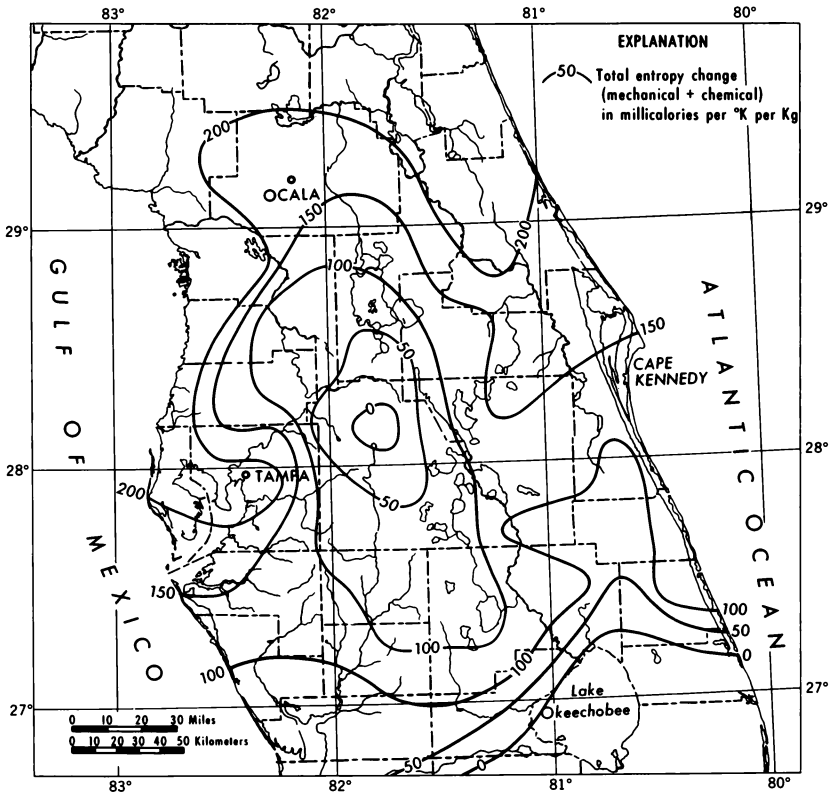 83°
82°
81°
80°
EXPLANATION
50
Total entropy change
(mechanical + chemical)
in millicalories per °K per Kg
200
OCALA
150
29°
29°
200
100
GULF OF MEXICO
ATLANTIC OCEAN
50
150
CAPE
KENNEDY
0
28°
28°
TAMPA
200
50
150
100
50
0
100
100
100
Lake
Okeechobee
27°
27°
0 10 20 30 Miles
0 10 20 30 40 50 Kilometers
50
0
83°
82°
81°
80°